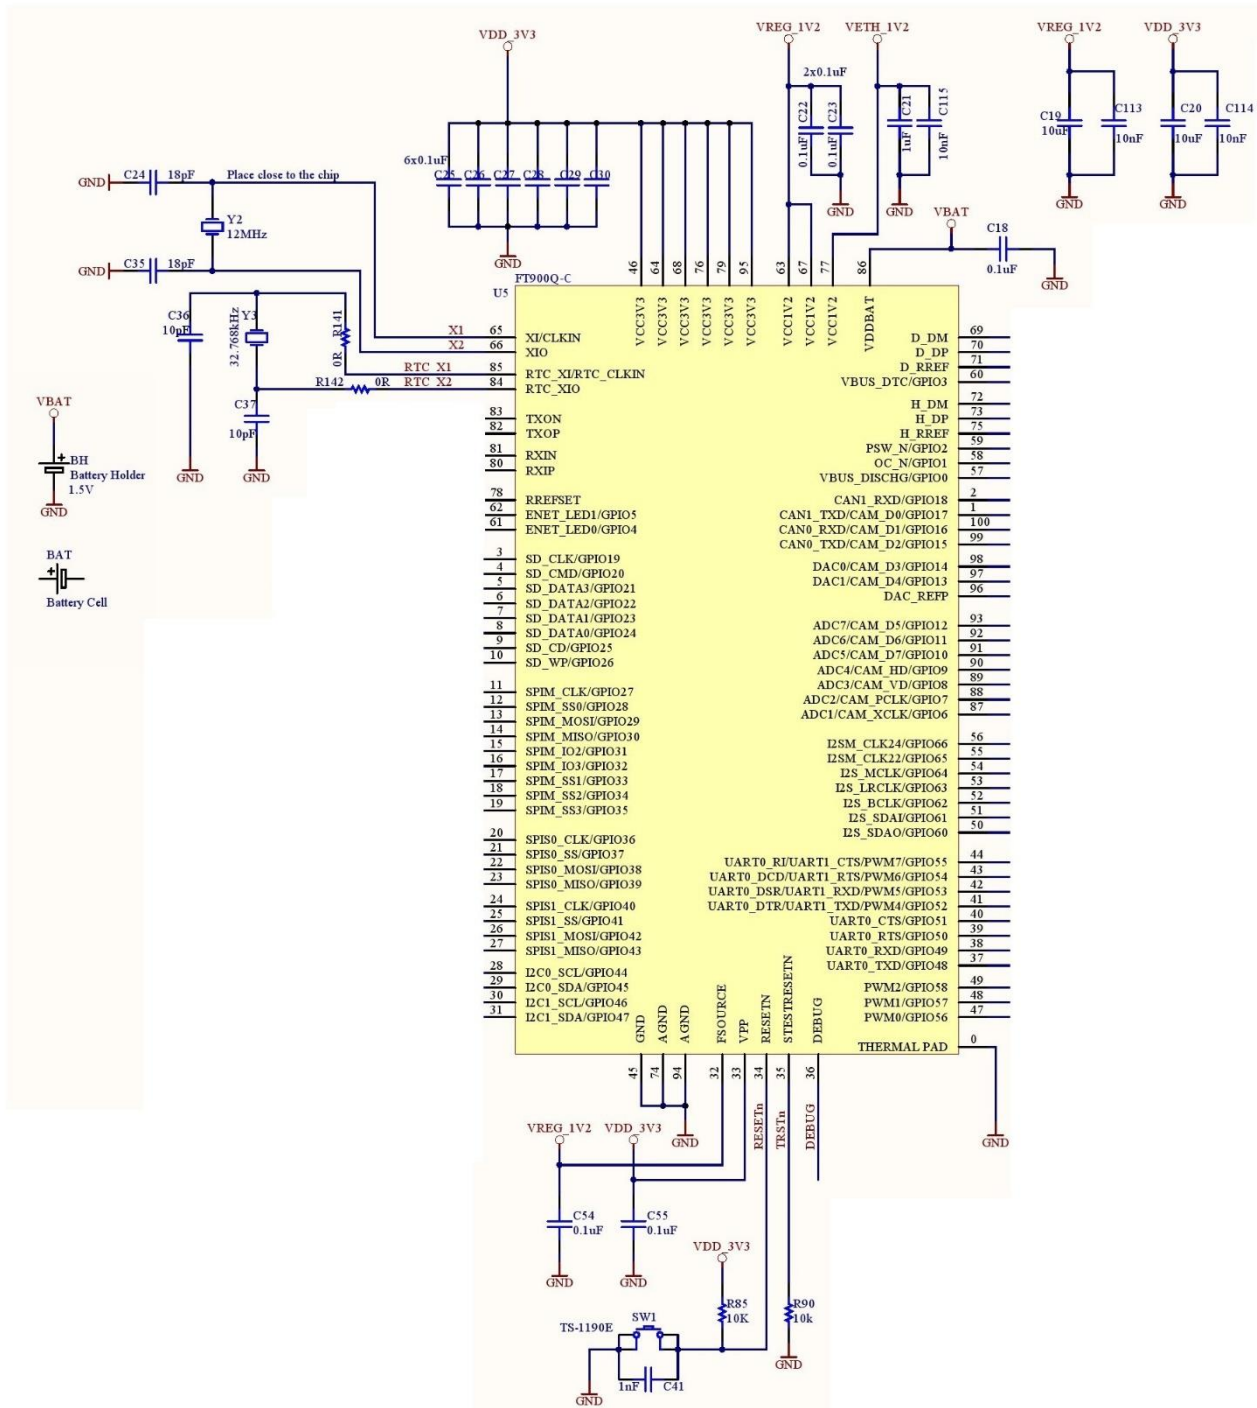 VDD_3V3
VREG_1V2
VETH_1V2
VREG_1V2
VDD_3V3
2x0.1uF
C22
0.1uF
C23
0.1uF
C21
1uF
C115
10nF
C19
10uF
C113
10nF
C20
10uF
C114
10nF
GND
GND
GND
GND
6x0.1uF
C25
C26
C27
C28
C29
C30
GND
GND
C24
18pF
Place close to the chip
Y2
12MHz
GND
C35
18pF
VBAT
C18
0.1uF
GND
FT900Q-C
U5
C36
10pF
Y3
32.768kHz
R141
0R
R142
0R
C37
10pF
GND
GND
X1
X2
RTC_X1
RTC_X2
VBAT
BH
Battery Holder
1.5V
GND
BAT
Battery Cell
46 VCC3V3
64 VCC3V3
68 VCC3V3
76 VCC3V3
79 VCC3V3
95 VCC3V3
63 VCC1V2
67 VCC1V2
77 VCC1V2
86 VDDBAT
65 XI/CLKIN
66 XIO
85 RTC_XI/RTC_CLKIN
84 RTC_XIO
83 TXON
82 TXOP
81 RXIN
80 RXIP
78 RREFSET
62 ENET_LED1/GPIO5
61 ENET_LED0/GPIO4
3 SD_CLK/GPIO19
4 SD_CMD/GPIO20
5 SD_DATA3/GPIO21
6 SD_DATA2/GPIO22
7 SD_DATA1/GPIO23
8 SD_DATA0/GPIO24
9 SD_CD/GPIO25
10 SD_WP/GPIO26
11 SPIM_CLK/GPIO27
12 SPIM_SS0/GPIO28
13 SPIM_MOSI/GPIO29
14 SPIM_MISO/GPIO30
15 SPIM_IO2/GPIO31
16 SPIM_IO3/GPIO32
17 SPIM_SS1/GPIO33
18 SPIM_SS2/GPIO34
19 SPIM_SS3/GPIO35
20 SPIS0_CLK/GPIO36
21 SPIS0_SS/GPIO37
22 SPIS0_MOSI/GPIO38
23 SPIS0_MISO/GPIO39
24 SPIS1_CLK/GPIO40
25 SPIS1_SS/GPIO41
26 SPIS1_MOSI/GPIO42
27 SPIS1_MISO/GPIO43
28 I2C0_SCL/GPIO44
29 I2C0_SDA/GPIO45
30 I2C1_SCL/GPIO46
31 I2C1_SDA/GPIO47
D_DM 69
D_DP 70
D_RREF 71
VBUS_DTC/GPIO3 60
H_DM 72
H_DP 73
H_RREF 75
PSW_N/GPIO2 59
OC_N/GPIO1 58
VBUS_DISCHG/GPIO0 57
CAN1_RXD/GPIO18 2
CAN1_TXD/CAM_D0/GPIO17 1
CAN0_RXD/CAM_D1/GPIO16 100
CAN0_TXD/CAM_D2/GPIO15 99
DAC0/CAM_D3/GPIO14 98
DAC1/CAM_D4/GPIO13 97
DAC_REFP 96
ADC7/CAM_D5/GPIO12 93
ADC6/CAM_D6/GPIO11 92
ADC5/CAM_D7/GPIO10 91
ADC4/CAM_HD/GPIO9 90
ADC3/CAM_VD/GPIO8 89
ADC2/CAM_PCLK/GPIO7 88
ADC1/CAM_XCLK/GPIO6 87
I2SM_CLK24/GPIO66 56
I2SM_CLK22/GPIO65 55
I2S_MCLK/GPIO64 54
I2S_LRCLK/GPIO63 53
I2S_BCLK/GPIO62 52
I2S_SDAI/GPIO61 51
I2S_SDAO/GPIO60 50
UART0_RI/UART1_CTS/PWM7/GPIO55 44
UART0_DCD/UART1_RTS/PWM6/GPIO54 43
UART0_DSR/UART1_RXD/PWM5/GPIO53 42
UART0_DTR/UART1_TXD/PWM4/GPIO52 41
UART0_CTS/GPIO51 40
UART0_RTS/GPIO50 39
UART0_RXD/GPIO49 38
UART0_TXD/GPIO48 37
PWM2/GPIO58 49
PWM1/GPIO57 48
PWM0/GPIO56 47
THERMAL PAD 0
GND 45
AGND 74
AGND 94
FSOURCE 32
VPP 33
RESETN 34
STESTRESETN 35
DEBUG 36
RESETn
TRSTn
DEBUG
GND
GND
VREG_1V2
VDD_3V3
C54
0.1uF
C55
0.1uF
GND
GND
VDD_3V3
R85
10K
R90
10k
SW1
TS-1190E
1nF
C41
GND
GND